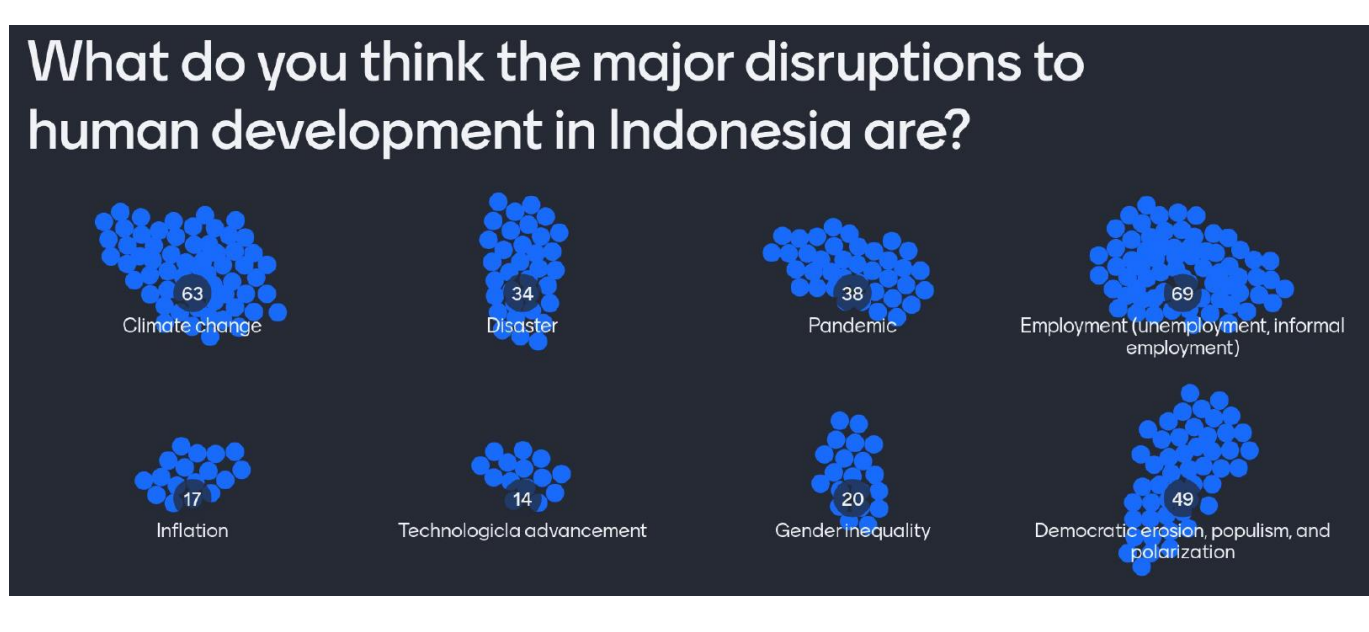 What do you think the major disruptions to
human development in Indonesia are?
63
Climate change
34
Disaster
38
Pandemic
69
Employment (unemployment, informal
employment)
17
Inflation
14
Technologicla advancement
20
Gender inequality
49
Democratic erosion, populism, and
polarization